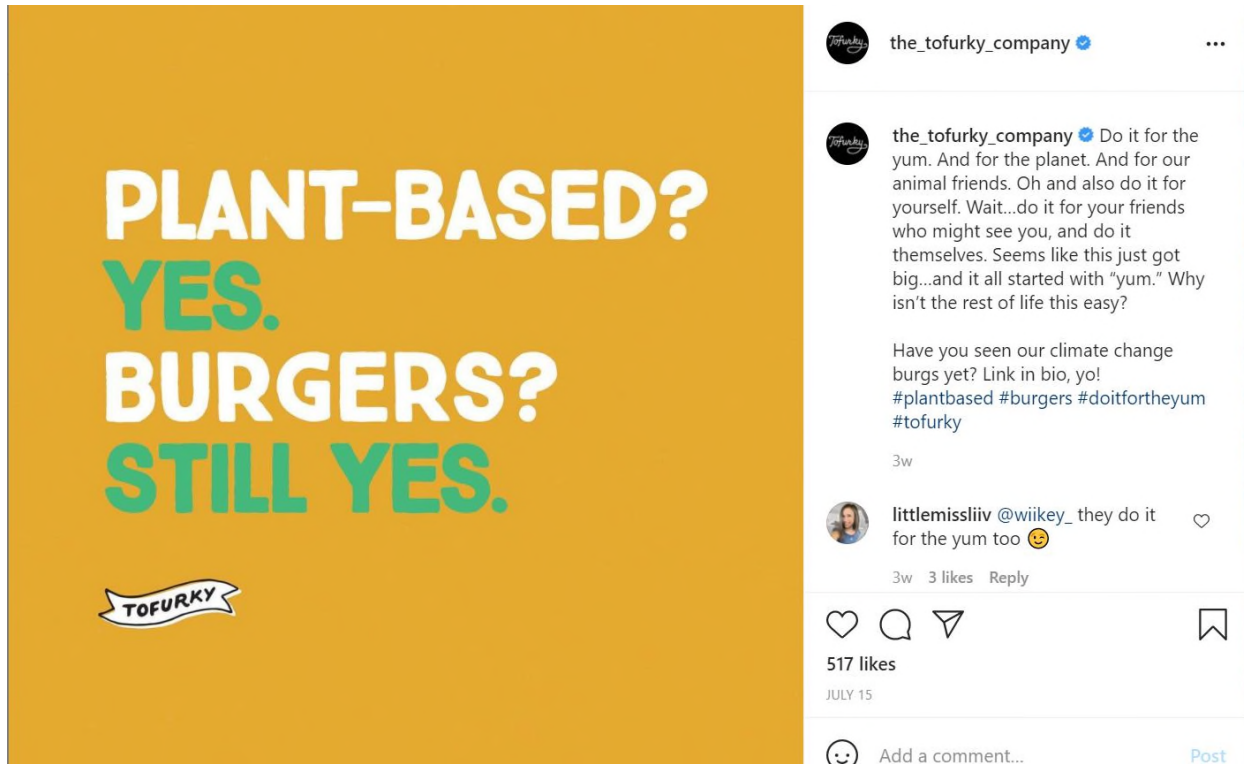 PLANT-BASED?
YES.
BURGERS?
STILL YES.
TOFURKY
Tofurky
the_tofurky_company
Tofurky
the_tofurky_company Do it for the
yum. And for the planet. And for our
animal friends. Oh and also do it for
yourself. Wait...do it for your friends
who might see you, and do it
themselves. Seems like this just got
big...and it all started with “yum.” Why
isn’t the rest of life this easy?
Have you seen our climate change
burgs yet? Link in bio, yo!
#plantbased #burgers #doitfortheyum
#tofurky
3w
littlemissliiv @wiikey_ they do it
for the yum too 😉
3w 3 likes Reply
517 likes
JULY 15
Add a comment... Post